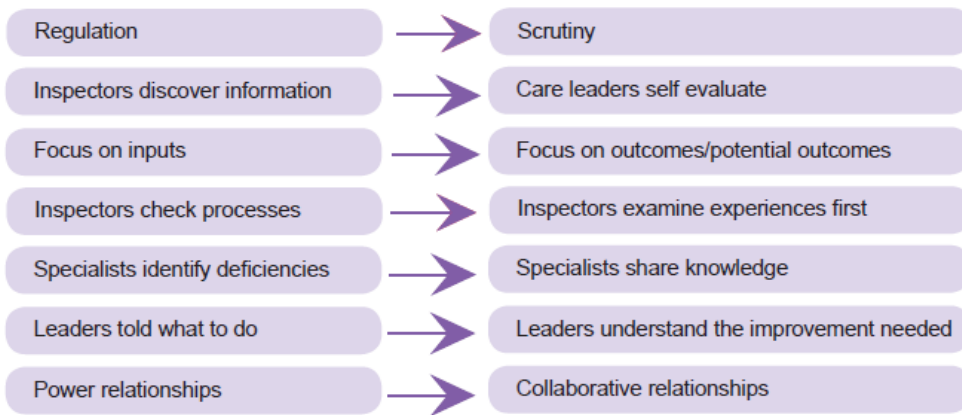 Regulation
Scrutiny
Inspectors discover information
Care leaders self evaluate
Focus on inputs
Focus on outcomes/potential outcomes
Inspectors check processes
Inspectors examine experiences first
Specialists identify deficiencies
Specialists share knowledge
Leaders told what to do
Leaders understand the improvement needed
Power relationships
Collaborative relationships